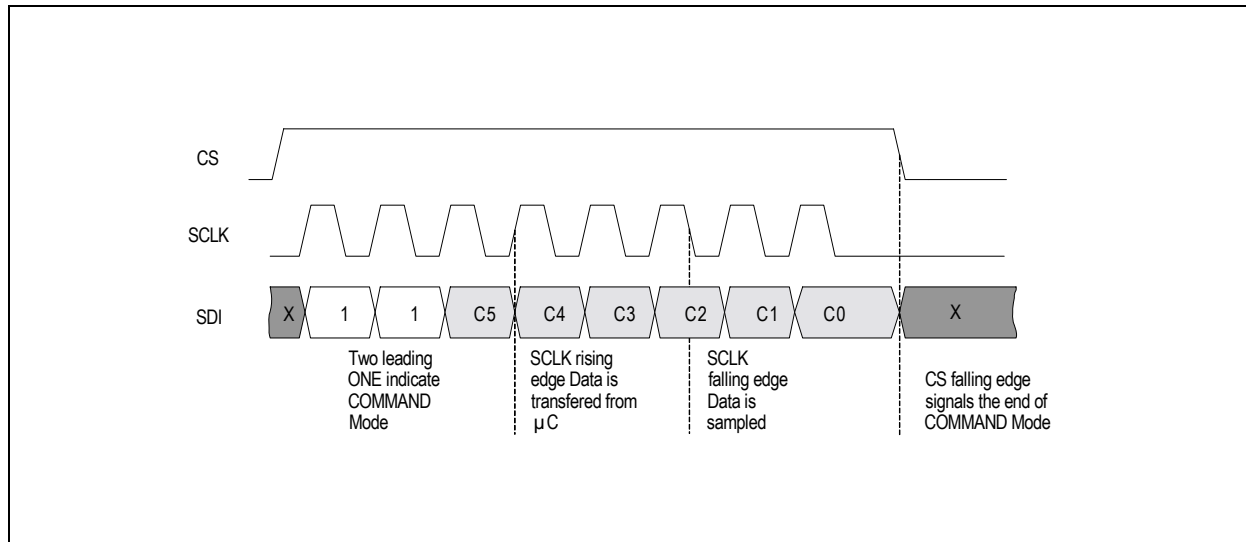 CS
SCLK
SDI
X 1 1 C5 C4 C3 C2 C1 C0 X
Two leading
ONE indicate
COMMAND
Mode
SCLK rising
edge Data is
transfered from
µC
SCLK
falling edge
Data is
sampled
CS falling edge
signals the end of
COMMAND Mode